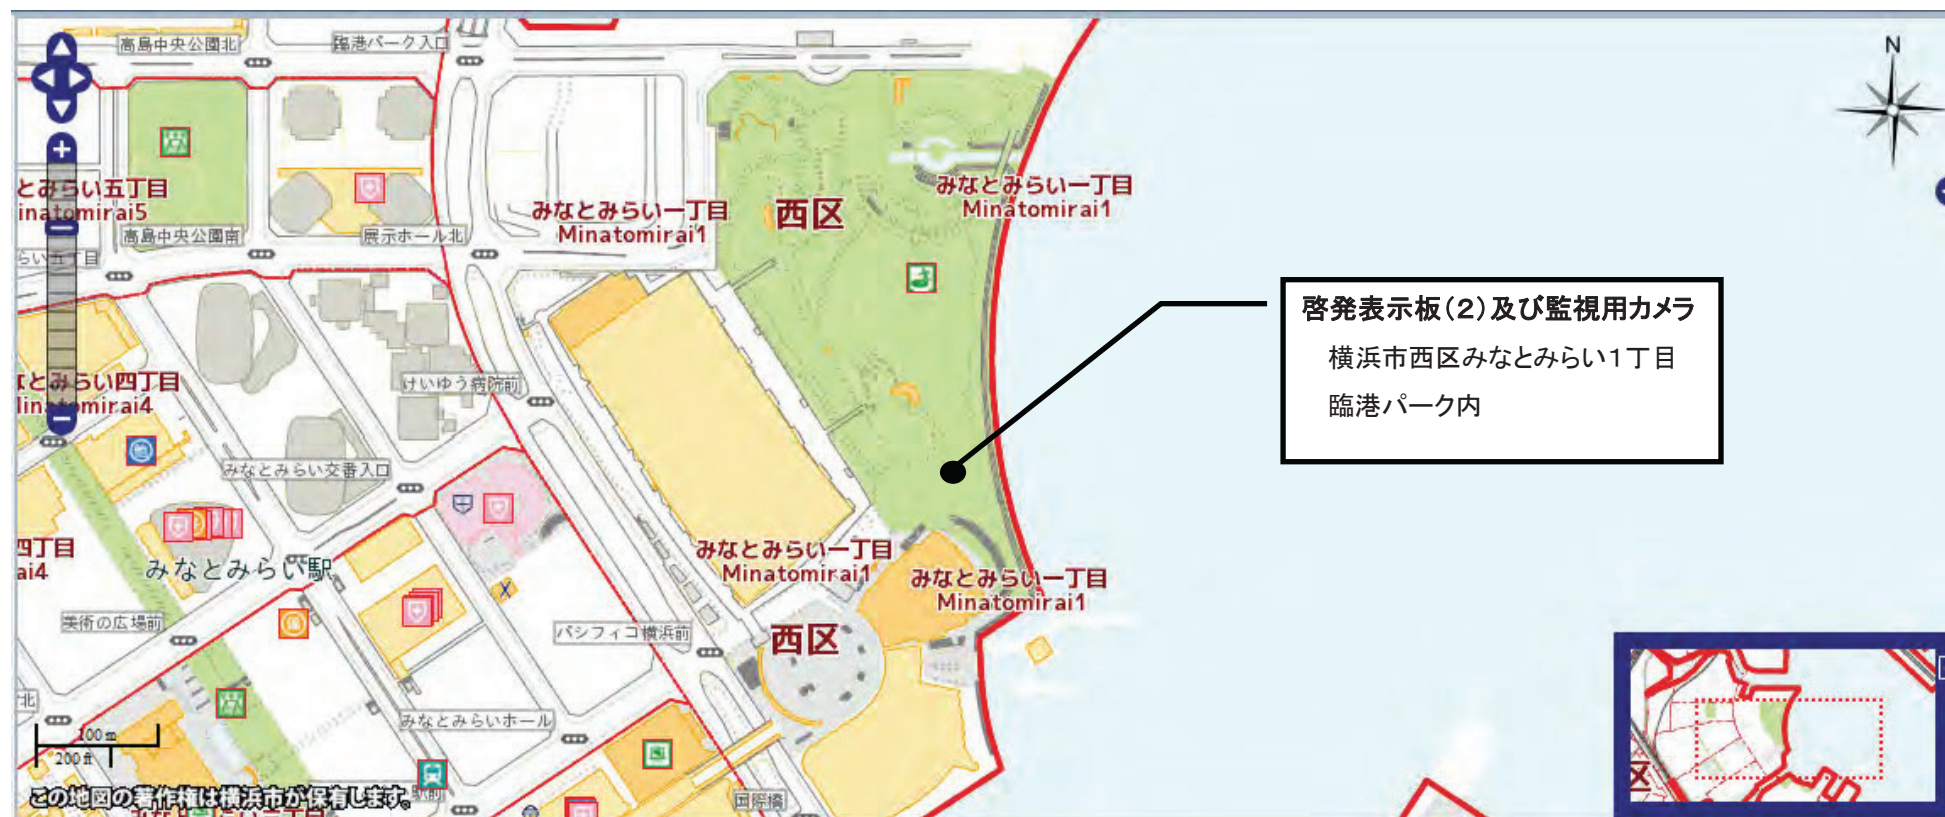 高島中央公園北
臨港パーク入口
N
とみらい五丁目
inatomirai5
みなとみらい一丁目
Minatomirai1
西区
みなとみらい一丁目
Minatomirai1
高島中央公園南
展示ホール北
らい五丁目
啓発表示板(2)及び監視用カメラ
横浜市西区みなとみらい1丁目
臨港パーク内
とみらい四丁目
linatomirai4
けいゆう病院前
みなとみらい交番入口
四丁目
ai4
みなとみらい駅
みなとみらい一丁目
Minatomirai1
みなとみらい一丁目
Minatomirai1
美術の広場前
パシフィコ横浜前
西区
北
みなとみらいホール
100 m
200 ft
国際橋
この地図の著作権は横浜市が保有します。
区